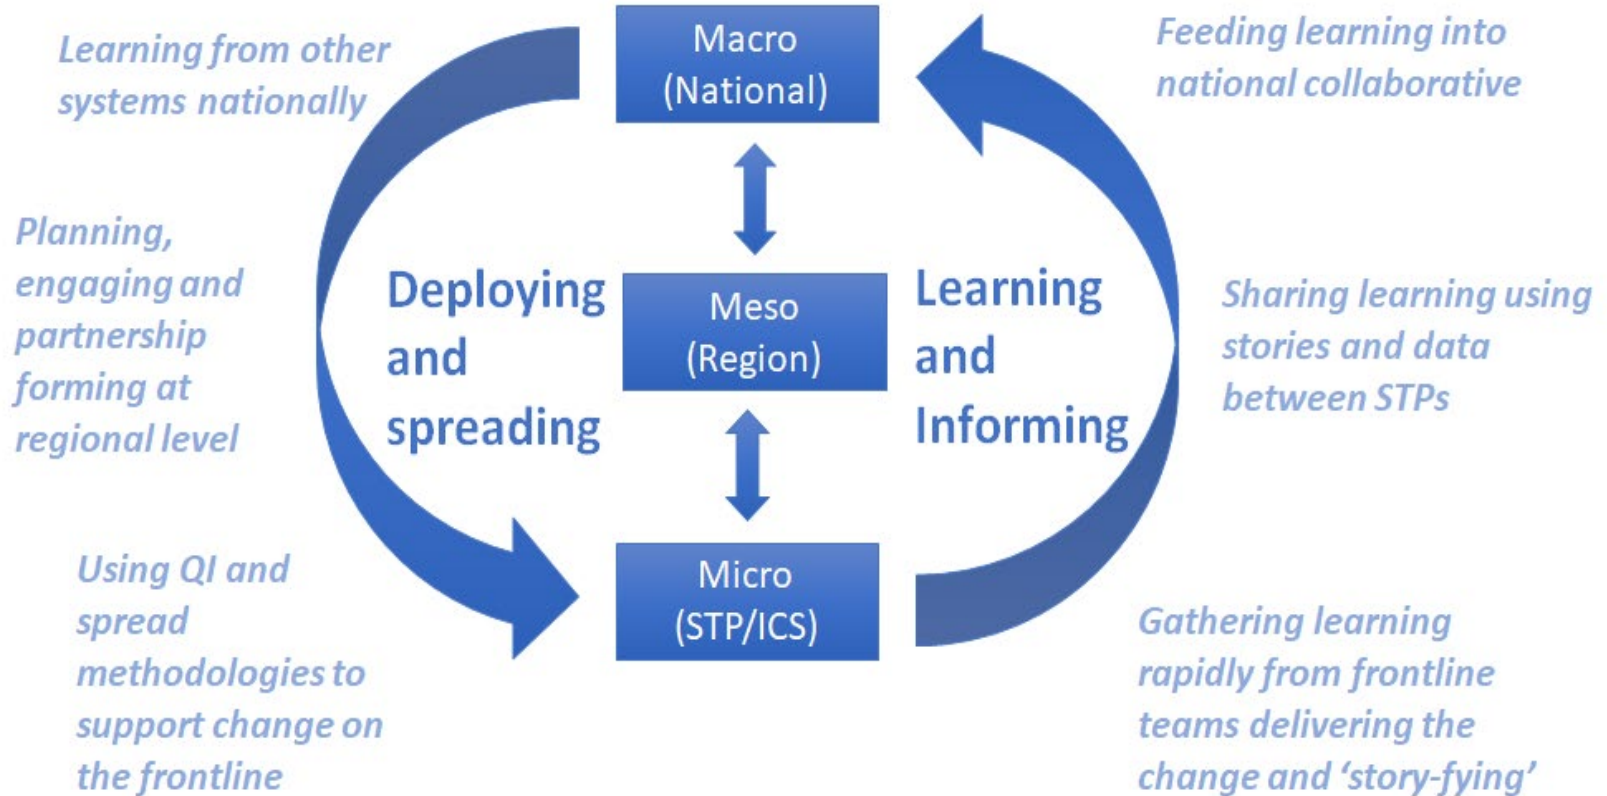 Learning from other
systems nationally
Planning,
engaging and
partnership
forming at
regional level
Using QI and
spread
methodologies to
support change on
the frontline
Deploying
and
spreading
Macro
(National)
Meso
(Region)
Micro
(STP/ICS)
Learning
and
Informing
Feeding learning into
national collaborative
Sharing learning using
stories and data
between STPs
Gathering learning
rapidly from frontline
teams delivering the
change and ‘story-fying’